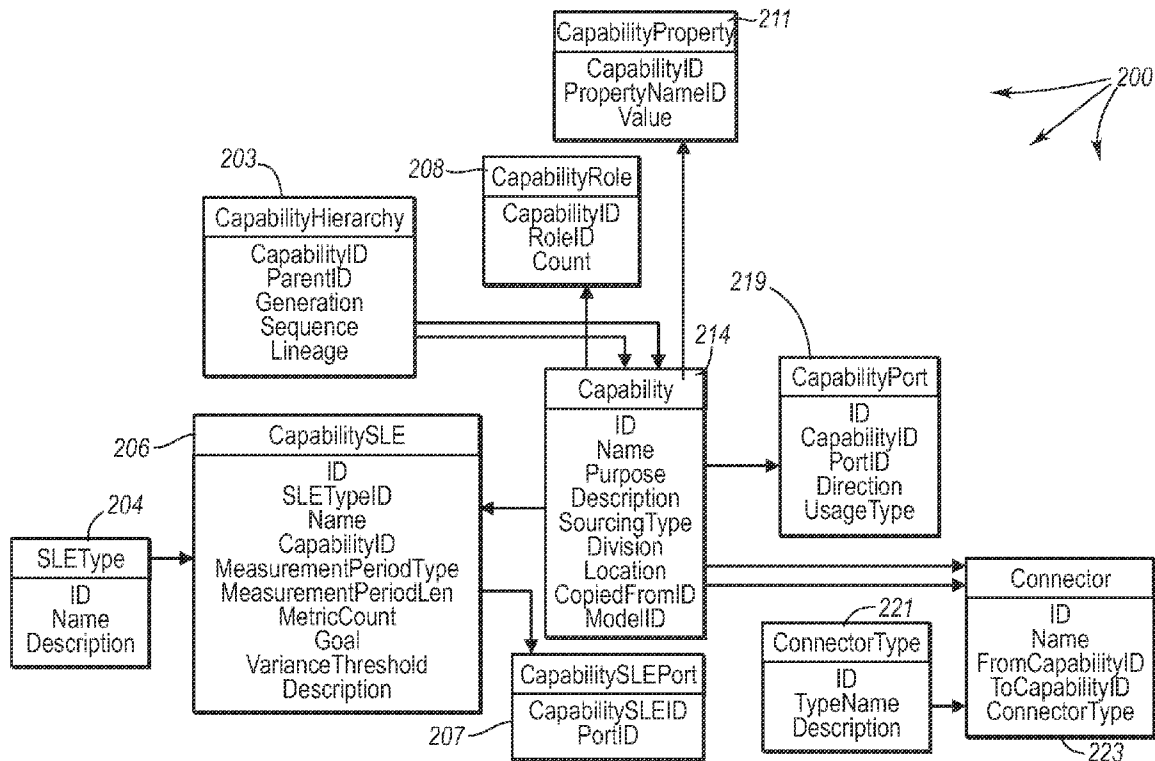 211
CapabilityProperty
CapabilityID
PropertyNameID
Value
200
203
CapabilityHierarchy
CapabilityID
ParentID
Generation
Sequence
Lineage
208
CapabilityRole
CapabilityID
RoleID
Count
214
Capability
ID
Name
Purpose
Description
SourcingType
Division
Location
CopiedFromID
ModelID
219
CapabilityPort
ID
CapabilityID
PortID
Direction
UsageType
206
CapabilitySLE
ID
SLETypeID
Name
CapabilityID
MeasurementPeriodType
MeasurementPeriodLen
MetricCount
Goal
VarianceThreshold
Description
204
SLEType
ID
Name
Description
CapabilitySLEPort
CapabilitySLEID
PortID
207
221
ConnectorType
ID
TypeName
Description
Connector
ID
Name
FromCapabilityID
ToCapabilityID
ConnectorType
223